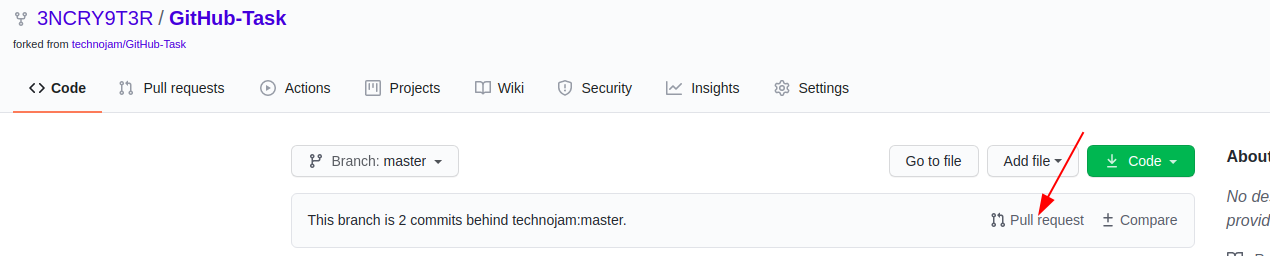 3NCRY9T3R / GitHub-Task
forked from technojam/GitHub-Task
Code Pull requests Actions Projects Wiki Security Insights Settings
Branch: master Go to file Add file Code About
This branch is 2 commits behind technojam:master. Pull request Compare
No de
provid